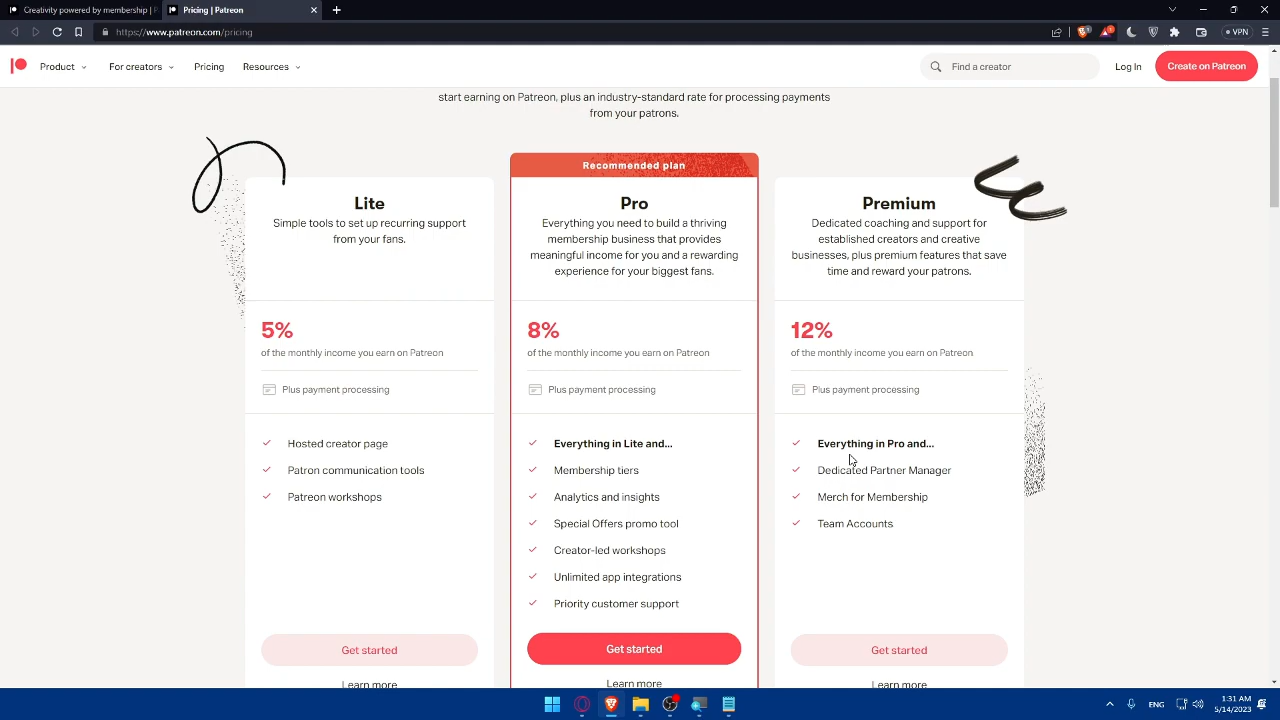 Creativity powered by membership | P
Pricing | Patreon
https://www.patreon.com/pricing
VPN
Product
For creators
Pricing
Resources
Find a creator
Log In
Create on Patreon
start earning on Patreon, plus an industry-standard rate for processing payments
from your patrons.
Recommended plan
Lite
Simple tools to set up recurring support
from your fans.
5%
of the monthly income you earn on Patreon
Plus payment processing
Hosted creator page
Patron communication tools
Patreon workshops
Get started
Learn more
Pro
Everything you need to build a thriving
membership business that provides
meaningful income for you and a rewarding
experience for your biggest fans.
8%
of the monthly income you earn on Patreon
Plus payment processing
Everything in Lite and...
Membership tiers
Analytics and insights
Special Offers promo tool
Creator-led workshops
Unlimited app integrations
Priority customer support
Get started
Learn more
Premium
Dedicated coaching and support for
established creators and creative
businesses, plus premium features that save
time and reward your patrons.
12%
of the monthly income you earn on Patreon
Plus payment processing
Everything in Pro and...
Dedicated Partner Manager
Merch for Membership
Team Accounts
Get started
Learn more
ENG
1:31 AM
5/14/2023